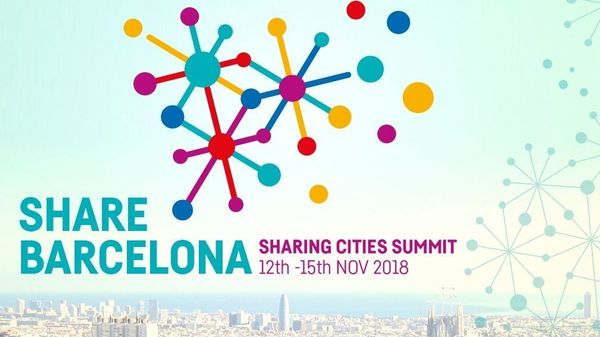 SHARE
BARCELONA
SHARING CITIES SUMMIT
12th -15th NOV 2018